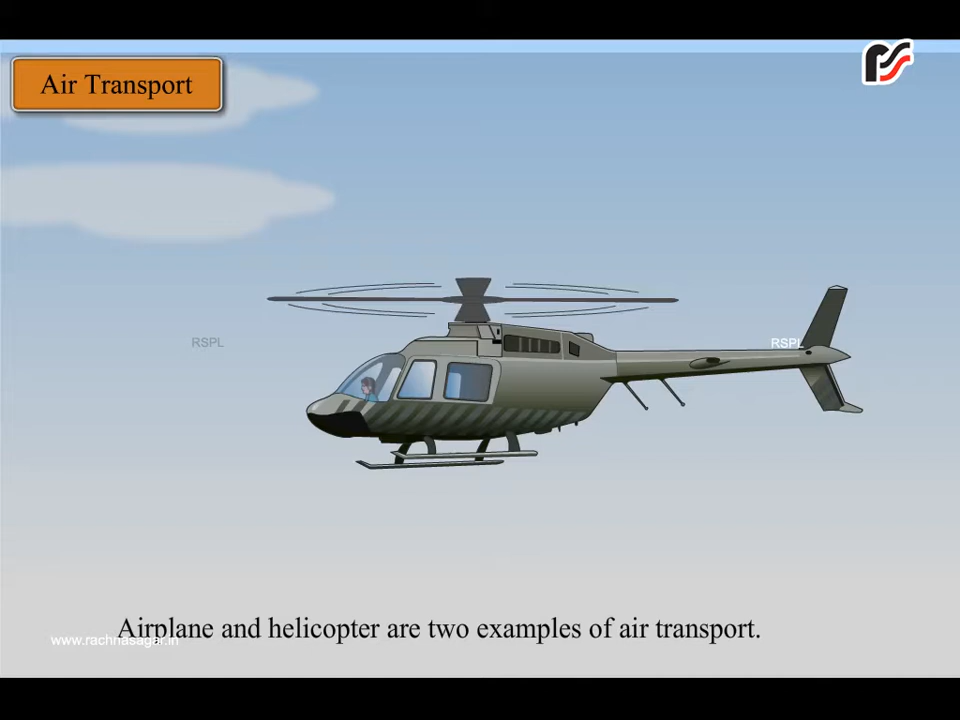 Air Transport
RSPL
RSPL
Airplane and helicopter are two examples of air transport.
www.rachnasagar.in